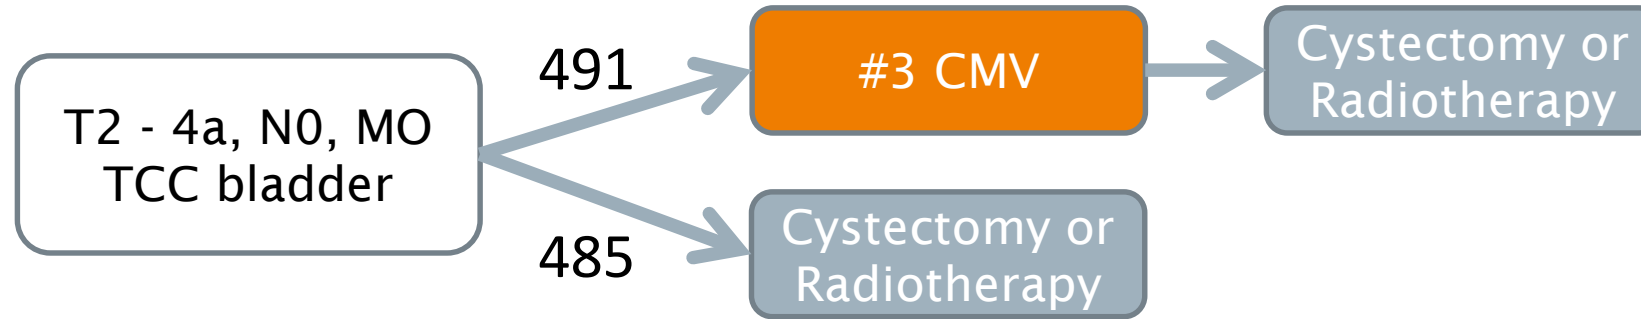 T2 - 4a, N0, MO
TCC bladder
491
#3 CMV
Cystectomy or
Radiotherapy
485
Cystectomy or
Radiotherapy